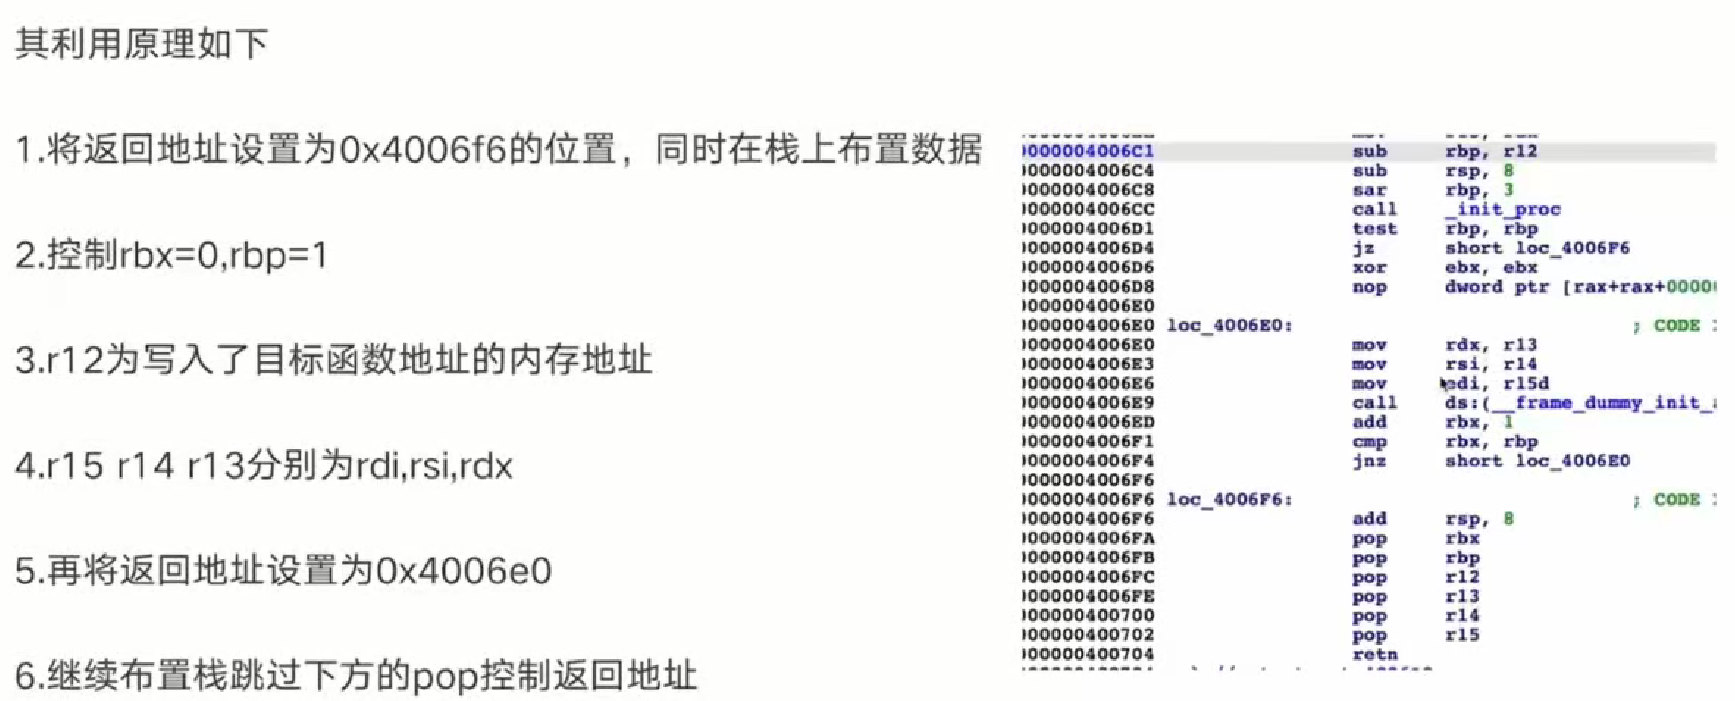 其利用原理如下
1.将返回地址设置为0x4006f6的位置，同时在栈上布置数据
2.控制rbx=0,rbp=1
3.r12为写入了目标函数地址的内存地址
4.r15 r14 r13分别为rdi,rsi,rdx
5.再将返回地址设置为0x4006e0
6.继续布置栈跳过下方的pop控制返回地址
0000004006C1 sub rbp, r12
0000004006C4 sub rsp, 8
0000004006C8 sar rbp, 3
0000004006CC call _init_proc
0000004006D1 test rbp, rbp
0000004006D4 jz short loc_4006F6
0000004006D6 xor ebx, ebx
0000004006D8 nop dword ptr [rax+rax+0000
0000004006E0
0000004006E0 loc_4006E0: ; CODE
0000004006E0 mov rdx, r13
0000004006E3 mov rsi, r14
0000004006E6 mov edi, r15d
0000004006E9 call ds:(__frame_dummy_init_
0000004006ED add rbx, 1
0000004006F1 cmp rbx, rbp
0000004006F4 jnz short loc_4006E0
0000004006F6
0000004006F6 loc_4006F6: ; CODE
0000004006F6 add rsp, 8
0000004006FA pop rbx
0000004006FB pop rbp
0000004006FC pop r12
0000004006FE pop r13
000000400700 pop r14
000000400702 pop r15
000000400704 retn